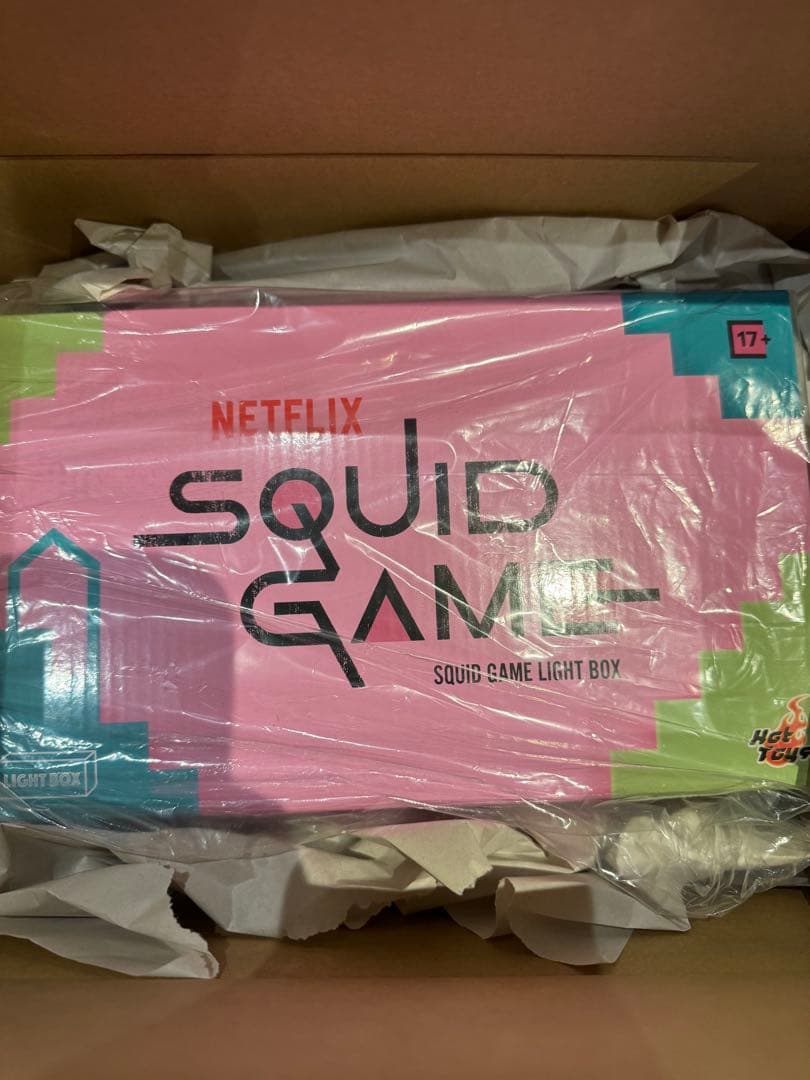 17+
NETFLIX
SQUID
GAME
SQUID GAME LIGHT BOX
Hot
Toys
LIGHT BOX